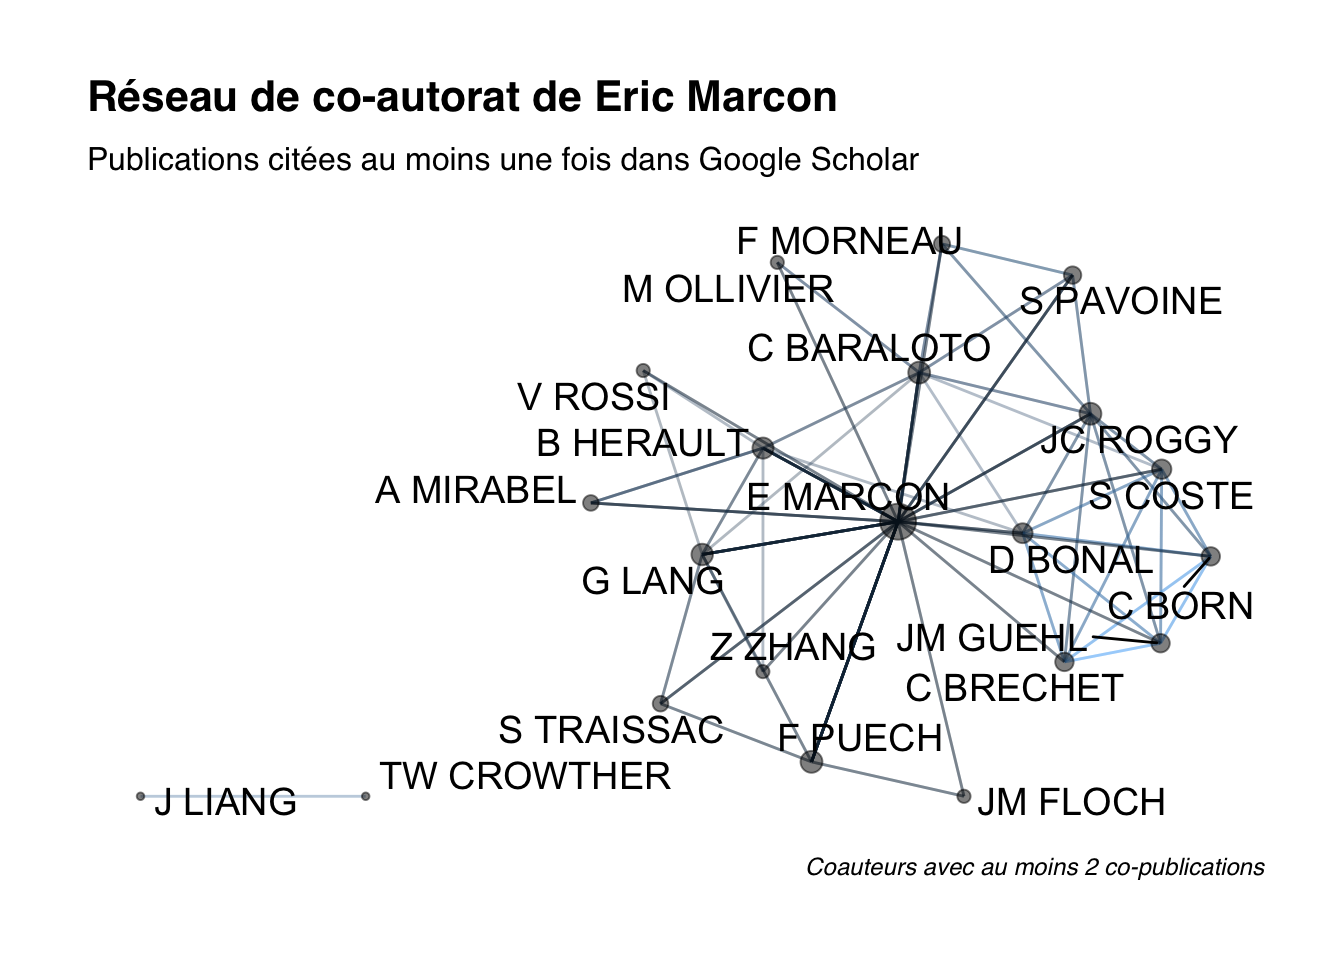 Réseau de co-autorat de Eric Marcon
Publications citées au moins une fois dans Google Scholar
F MORNEAU
M OLLIVIER
S PAVOINE
C BARALOTO
V ROSSI
B HERAULT
JC ROGGY
A MIRABEL
E MARCON
S COSTE
D BONAL
G LANG
C BORN
JM GUEHL
Z ZHANG
C BRECHET
S TRAISSAC
F PUECH
TW CROWTHER
J LIANG
JM FLOCH
Coauteurs avec au moins 2 co-publications